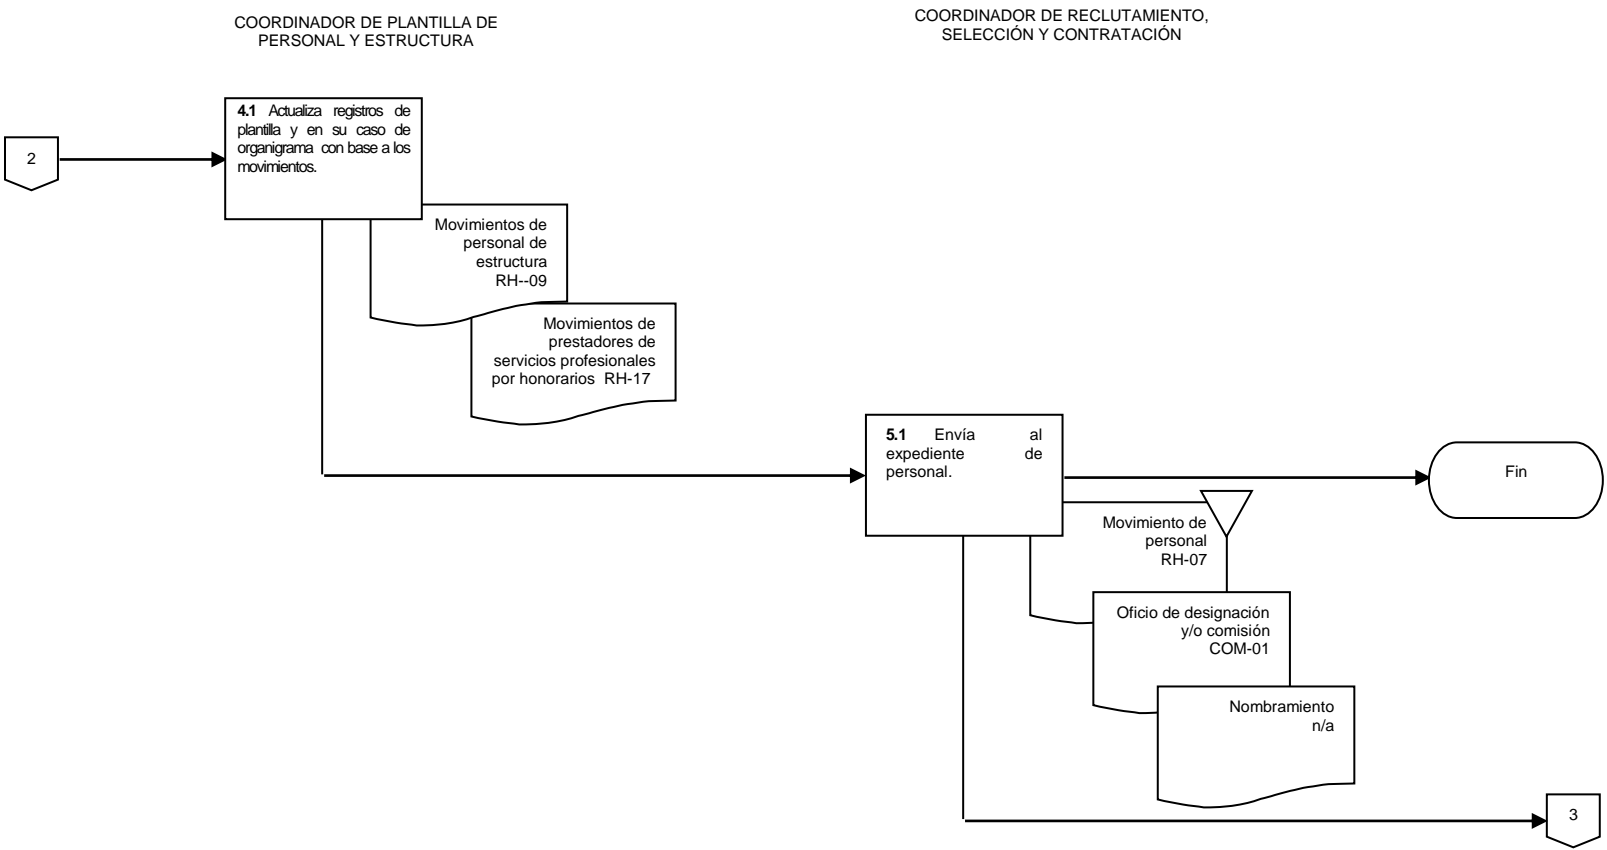 COORDINADOR DE PLANTILLA DE
PERSONAL Y ESTRUCTURA
COORDINADOR DE RECLUTAMIENTO,
SELECCIÓN Y CONTRATACIÓN
4.1 Actualiza registros de
plantilla y en su caso de
organigrama con base a los
movimientos.
2
Movimientos de
personal de
estructura
RH--09
Movimientos de
prestadores de
servicios profesionales
por honorarios RH-17
5.1 Envía al
expediente de
personal.
Fin
Movimiento de
personal
RH-07
Oficio de designación
y/o comisión
COM-01
Nombramiento
n/a
3